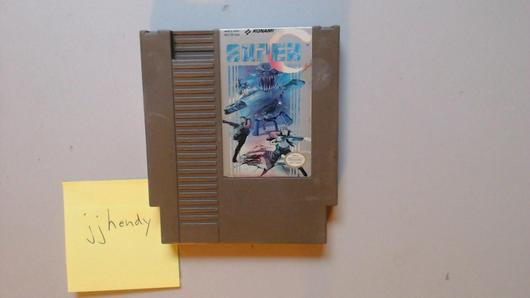 KONAMI
SUPER
C
jjhendy